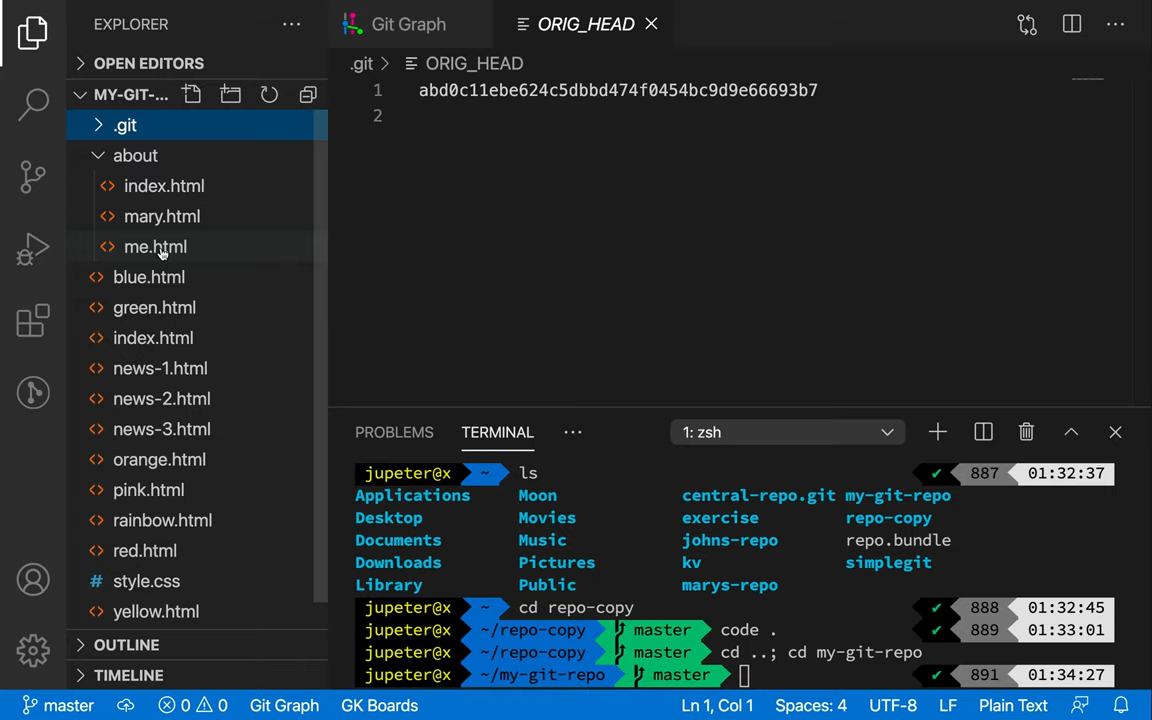 EXPLORER
OPEN EDITORS
MY-GIT-...
.git
about
index.html
mary.html
me.html
blue.html
green.html
index.html
news-1.html
news-2.html
news-3.html
orange.html
pink.html
rainbow.html
red.html
# style.css
yellow.html
OUTLINE
TIMELINE
Git Graph
ORIG_HEAD
.git > ORIG_HEAD
1 abd0c11ebe624c5dbbd474f0454bc9d9e66693b7
2
PROBLEMS TERMINAL ... 1: zsh
jupeter@x ~ ls ✔ 887 01:32:37
Applications Moon central-repo.git my-git-repo
Desktop Movies exercise repo-copy
Documents Music johns-repo repo.bundle
Downloads Pictures kv simplegit
Library Public marys-repo
jupeter@x ~ cd repo-copy ✔ 888 01:32:45
jupeter@x ~/repo-copy master code . ✔ 889 01:33:01
jupeter@x ~/repo-copy master cd ..; cd my-git-repo
jupeter@x ~/my-git-repo master ✔ 891 01:34:27
master 0 0 Git Graph GK Boards Ln 1, Col 1 Spaces: 4 UTF-8 LF Plain Text